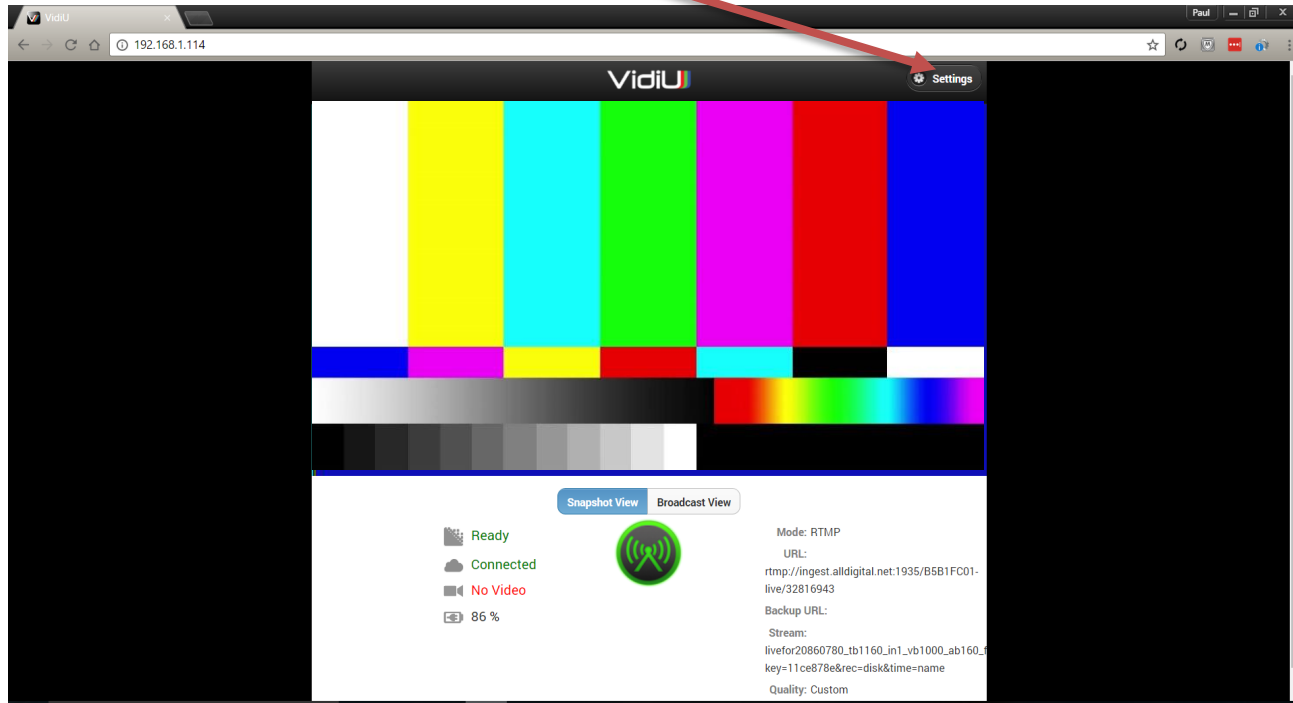 VidiU
Paul
192.168.1.114
VidiU
Settings
Snapshot View
Broadcast View
Ready
Connected
No Video
86 %
Mode: RTMP
URL:
rtmp://ingest.alldigital.net:1935/B5B1FC01-
live/32816943
Backup URL:
Stream:
livefor20860780_tb1160_in1_vb1000_ab160_f
key=11ce878e&rec=disk&time=name
Quality: Custom